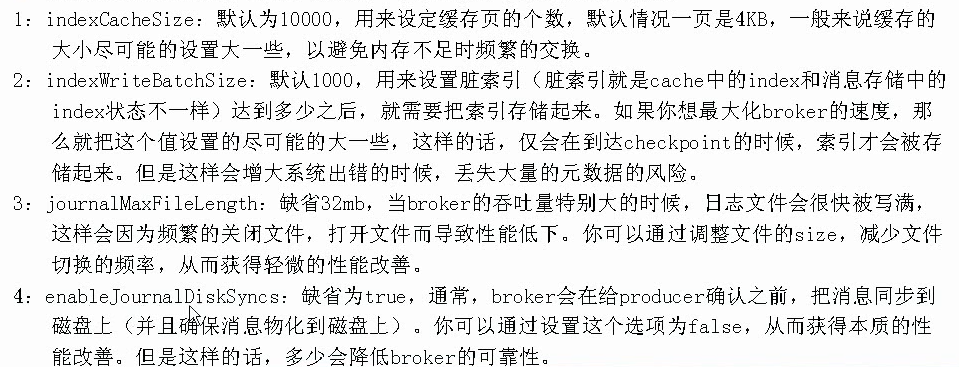 1：indexCacheSize：默认为10000，用来设定缓存页的个数，默认情况一页是4KB，一般来说缓存的
大小尽可能的设置大一些，以避免内存不足时频繁的交换。
2：indexWriteBatchSize：默认1000，用来设置脏索引（脏索引就是cache中的index和消息存储中的
index状态不一样）达到多少之后，就需要把索引存储起来。如果你想最大化broker的速度，那
么就把这个值设置的尽可能的大一些，这样的话，仅会在到达checkpoint的时候，索引才会被存
储起来。但是这样会增大系统出错的时候，丢失大量的元数据的风险。
3：journalMaxFileLength：缺省32mb，当broker的吞吐量特别大的时候，日志文件会很快被写满，
这样会因为频繁的关闭文件，打开文件而导致性能低下。你可以通过调整文件的size，减少文件
切换的频率，从而获得轻微的性能改善。
4：enableJournalDiskSyncs：缺省为true，通常，broker会在给producer确认之前，把消息同步到
磁盘上（并且确保消息物化到磁盘上）。你可以通过设置这个选项为false，从而获得本质的性
能改善。但是这样的话，多少会降低broker的可靠性。